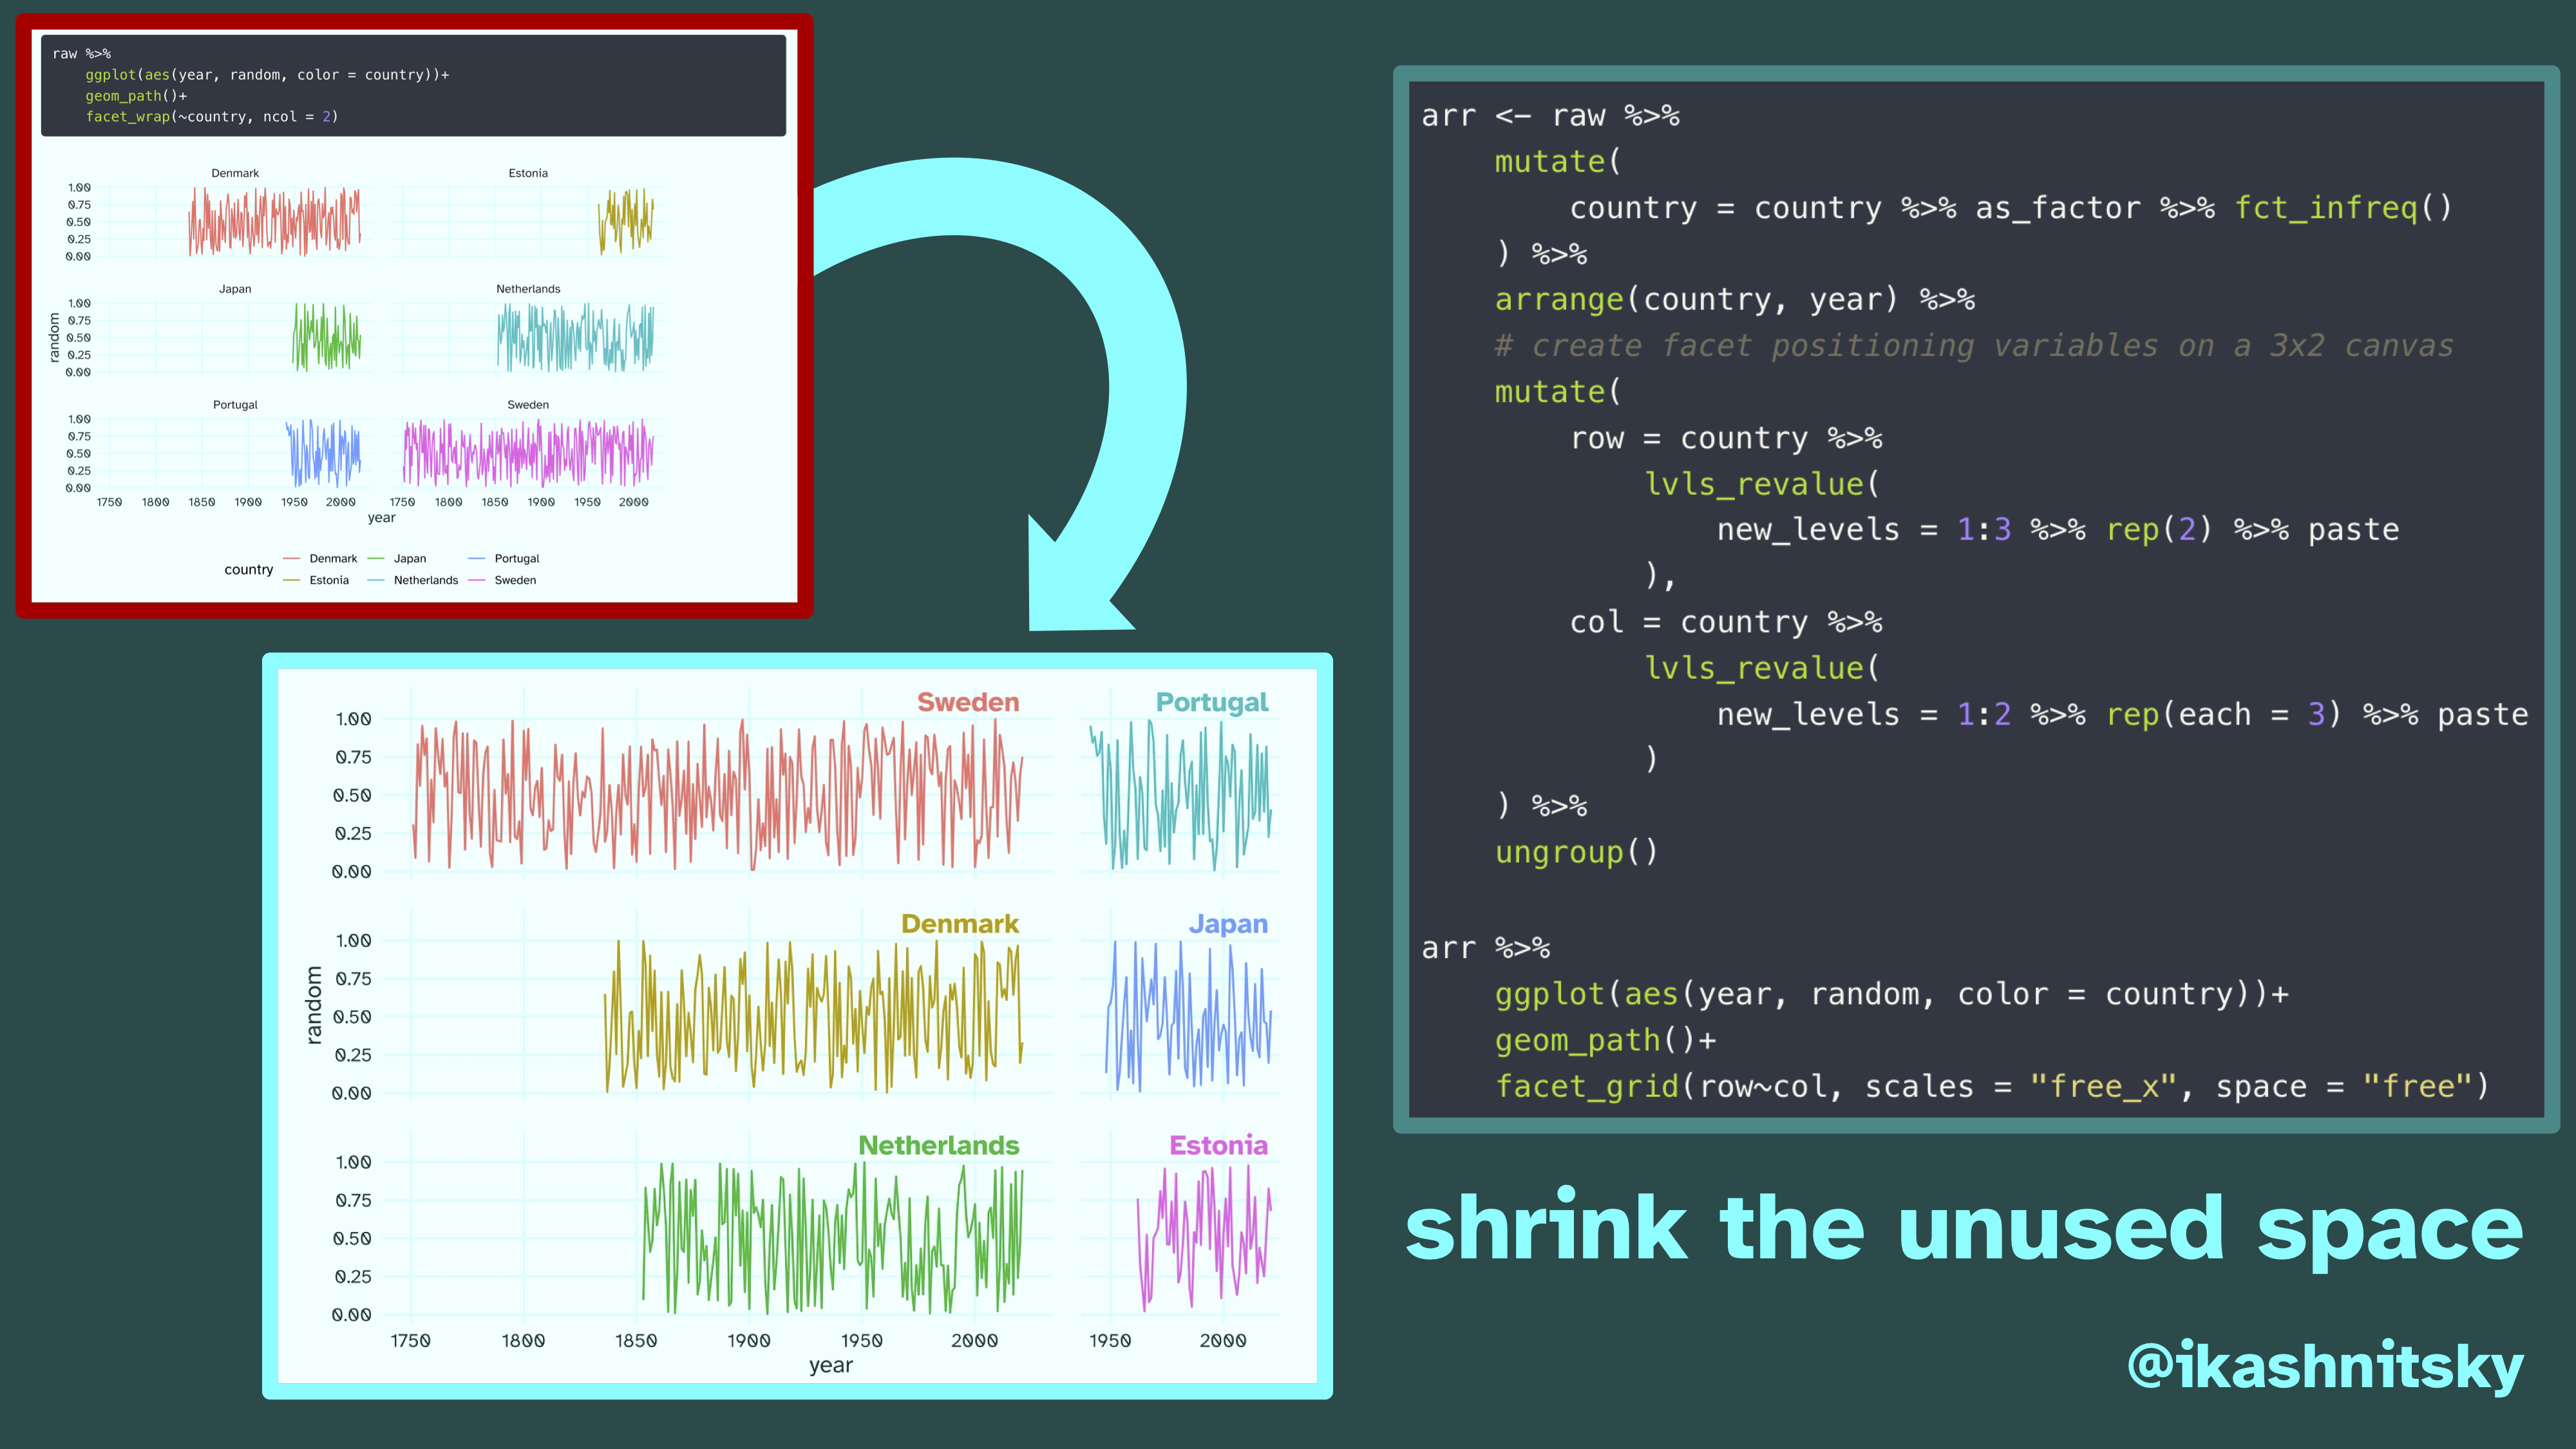 raw %>%
ggplot(aes(year, random, color = country))+
geom_path()+
facet_wrap(~country, ncol = 2)
Denmark
Estonia
1.00
0.75
0.50
0.25
0.00
Japan
Netherlands
1.00
0.75
0.50
0.25
0.00
random
Portugal
Sweden
1.00
0.75
0.50
0.25
0.00
1750 1800 1850 1900 1950 2000 1750 1800 1850 1900 1950 2000
year
country
Denmark Japan Portugal
Estonia Netherlands Sweden
Sweden
Portugal
1.00
0.75
0.50
0.25
0.00
Denmark
Japan
1.00
0.75
0.50
0.25
0.00
random
Netherlands
Estonia
1.00
0.75
0.50
0.25
0.00
1750 1800 1850 1900 1950 2000 1950 2000
year
arr <- raw %>%
mutate(
country = country %>% as_factor %>% fct_infreq()
) %>%
arrange(country, year) %>%
# create facet positioning variables on a 3x2 canvas
mutate(
row = country %>%
lvls_revalue(
new_levels = 1:3 %>% rep(2) %>% paste
),
col = country %>%
lvls_revalue(
new_levels = 1:2 %>% rep(each = 3) %>% paste
)
) %>%
ungroup()
arr %>%
ggplot(aes(year, random, color = country))+
geom_path()+
facet_grid(row~col, scales = "free_x", space = "free")
shrink the unused space
@ikashnitsky